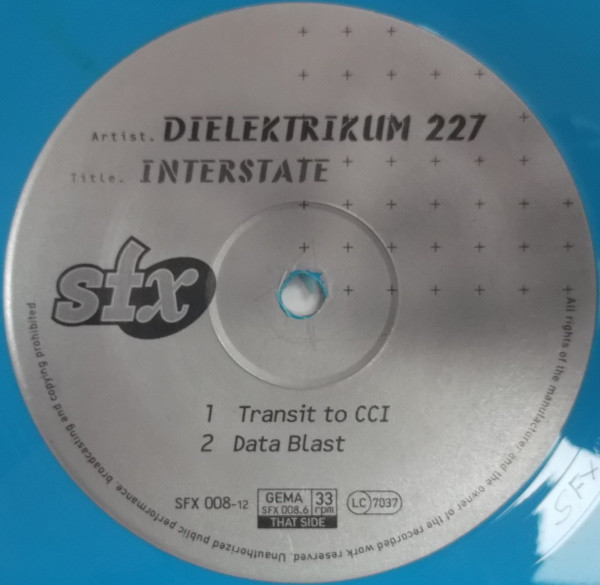 Artist. DIELEKTRIKUM 227
Title. INTERSTATE
sfx
1 Transit to CCI
2 Data Blast
SFX 008-12
GEMA
SFX 008.6
33
rpm
THAT SIDE
LC 7037
All rights of the manufacturer and the owner of the recorded work reserved. Unauthorized public performance, broadcasting and copying prohibited
SFX